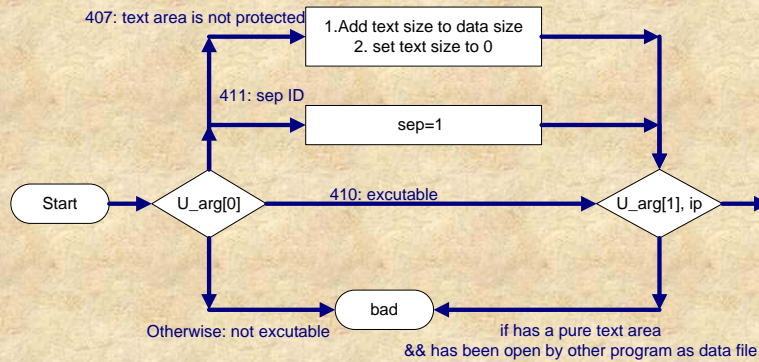 407: text area is not protected
1.Add text size to data size
2. set text size to 0
411: sep ID
sep=1
Start
U_arg[0]
410: excutable
U_arg[1], ip
bad
Otherwise: not excutable
if has a pure text area
&& has been open by other program as data file